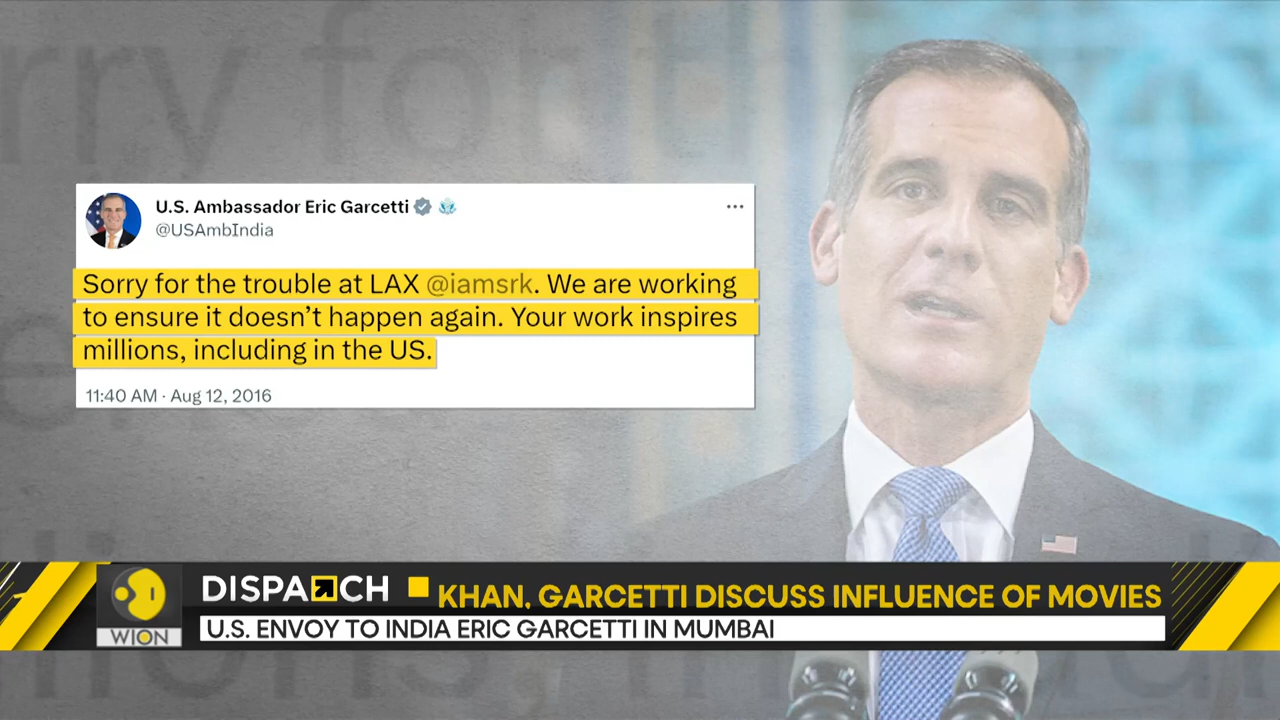 rry for t
U.S. Ambassador Eric Garcetti
@USAmbIndia
Sorry for the trouble at LAX @iamsrk. We are working
to ensure it doesn't happen again. Your work inspires
millions, including in the US.
11:40 AM · Aug 12, 2016
DISPATCH
KHAN, GARCETTI DISCUSS INFLUENCE OF MOVIES
WION
U.S. ENVOY TO INDIA ERIC GARCETTI IN MUMBAI